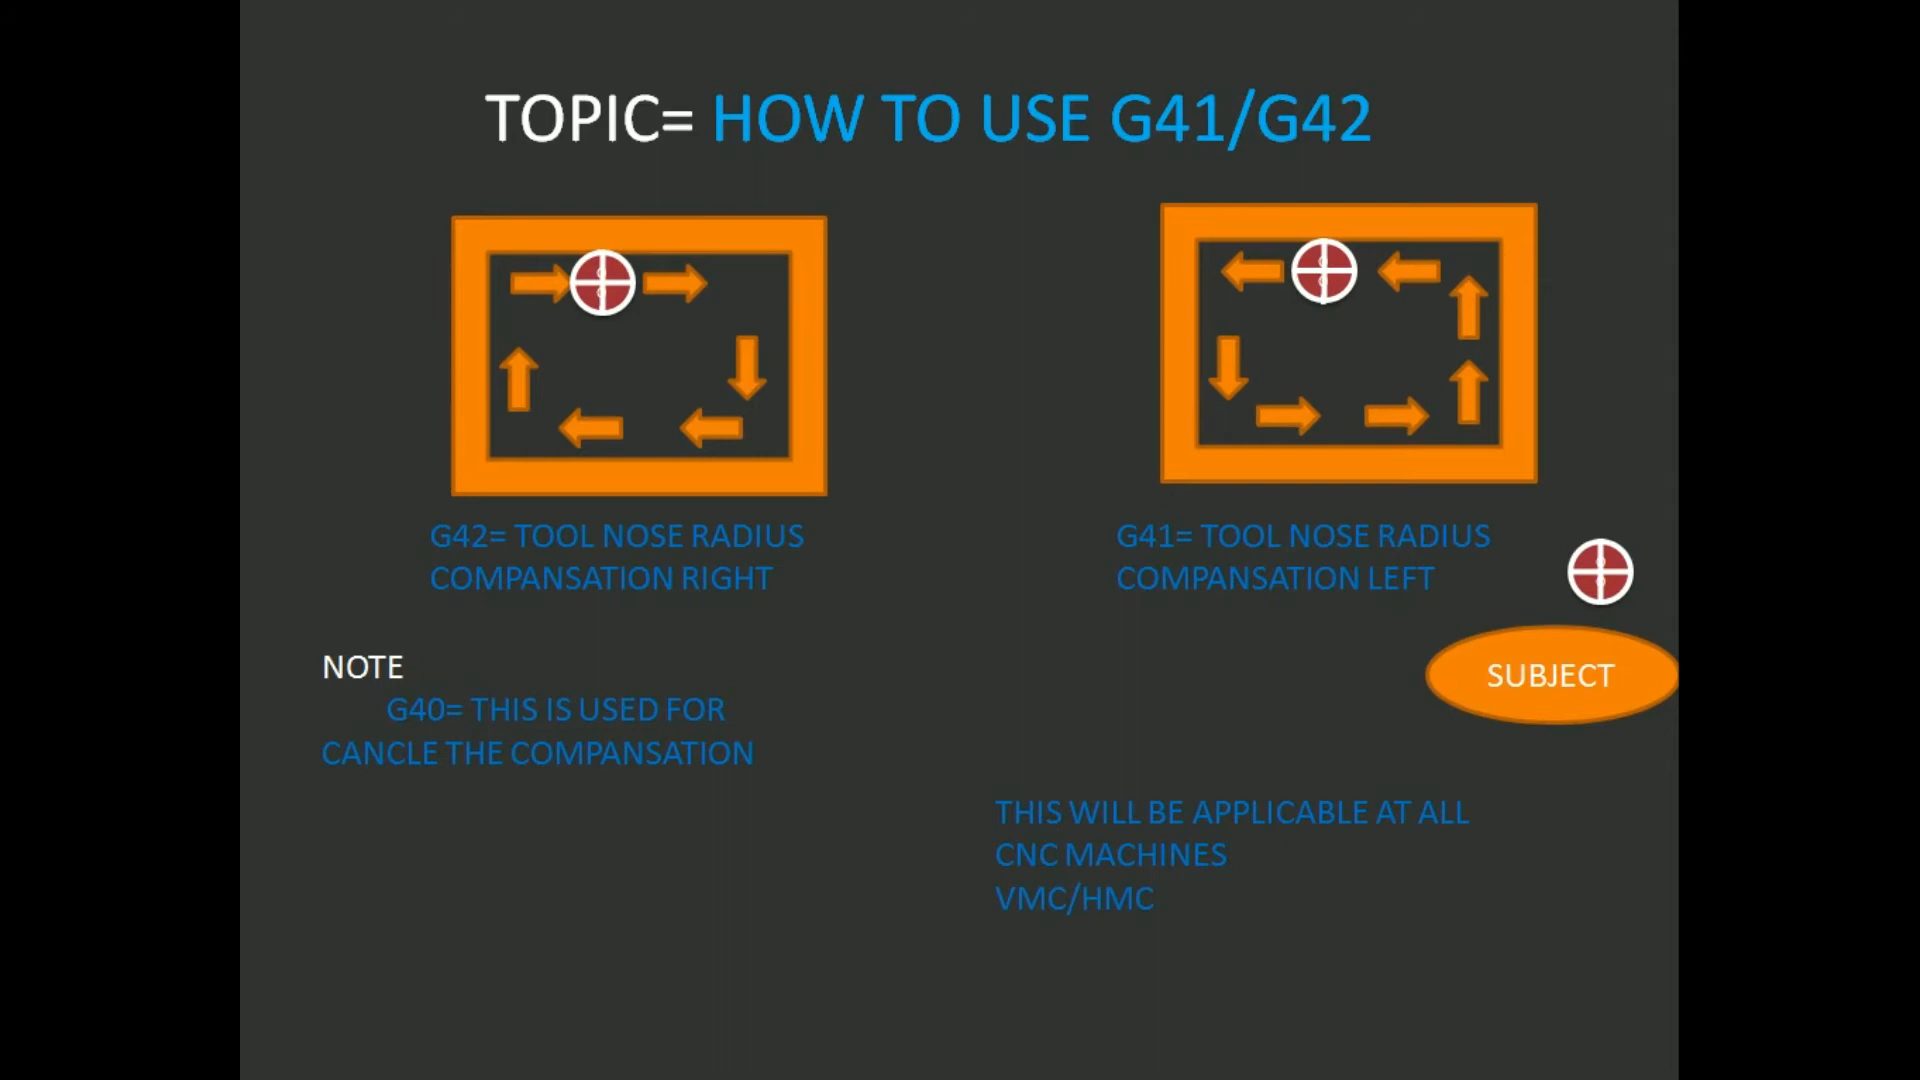 TOPIC= HOW TO USE G41/G42
G42= TOOL NOSE RADIUS
COMPANSATION RIGHT
G41= TOOL NOSE RADIUS
COMPANSATION LEFT
NOTE
G40= THIS IS USED FOR
CANCLE THE COMPANSATION
SUBJECT
THIS WILL BE APPLICABLE AT ALL
CNC MACHINES
VMC/HMC